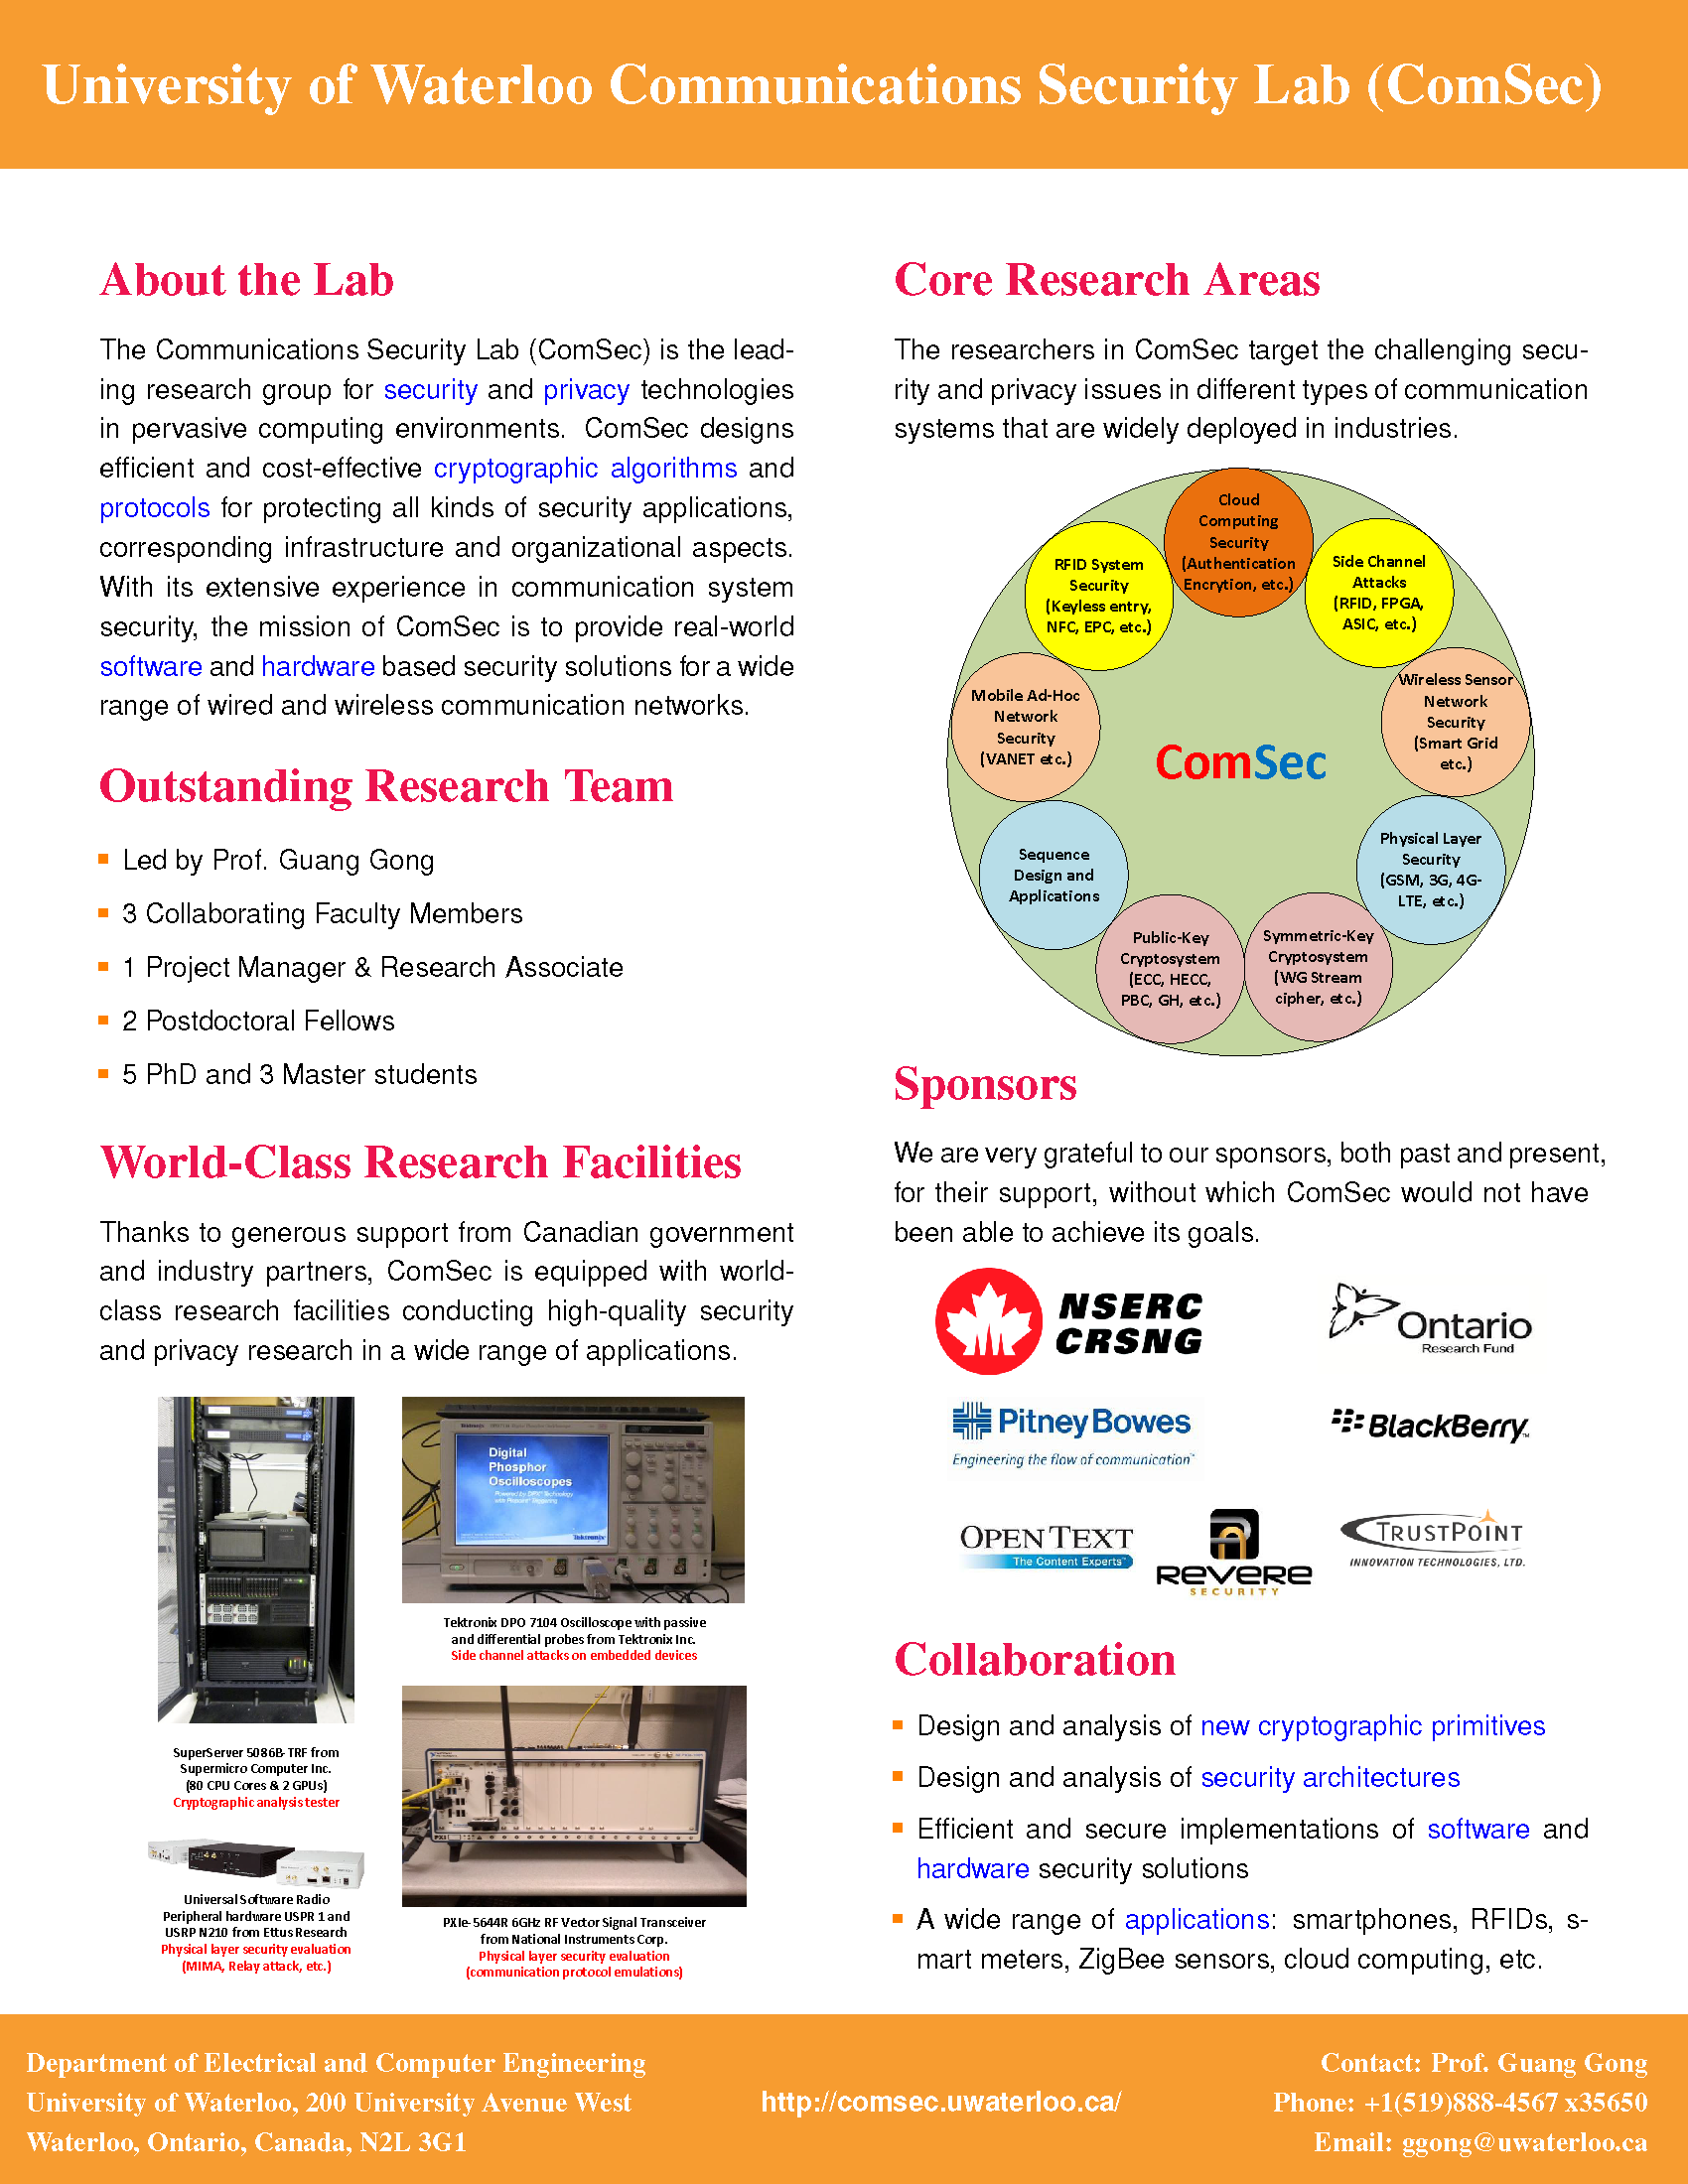 University of Waterloo Communications Security Lab (ComSec)
About the Lab
The Communications Security Lab (ComSec) is the lead-
ing research group for security and privacy technologies
in pervasive computing environments. ComSec designs
efficient and cost-effective cryptographic algorithms and
protocols for protecting all kinds of security applications,
corresponding infrastructure and organizational aspects.
With its extensive experience in communication system
security, the mission of ComSec is to provide real-world
software and hardware based security solutions for a wide
range of wired and wireless communication networks.
Outstanding Research Team
Led by Prof. Guang Gong
3 Collaborating Faculty Members
1 Project Manager & Research Associate
2 Postdoctoral Fellows
5 PhD and 3 Master students
World-Class Research Facilities
Thanks to generous support from Canadian government
and industry partners, ComSec is equipped with world-
class research facilities conducting high-quality security
and privacy research in a wide range of applications.
Digital
Phosphor
Oscilloscopes
Tektronix
Tektronix DPO 7104 Oscilloscope with passive
and differential probes from Tektronix Inc.
Side channel attacks on embedded devices
SuperServer 5086B-TRF from
Supermicro Computer Inc.
(80 CPU Cores & 2 GPUs)
Cryptographic analysis tester
Universal Software Radio
Peripheral hardware USPR 1 and
USRP N210 from Ettus Research
Physical layer security evaluation
(MIMA, Relay attack, etc.)
PXIe-5644R 6GHz RF Vector Signal Transceiver
from National Instruments Corp.
Physical layer security evaluation
(communication protocol emulations)
Core Research Areas
The researchers in ComSec target the challenging secu-
rity and privacy issues in different types of communication
systems that are widely deployed in industries.
Cloud
Computing
Security
(Authentication
Encrytion, etc.)
RFID System
Security
(Keyless entry,
NFC, EPC, etc.)
Side Channel
Attacks
(RFID, FPGA,
ASIC, etc.)
Mobile Ad-Hoc
Network
Security
(VANET etc.)
Wireless Sensor
Network
Security
(Smart Grid
etc.)
ComSec
Sequence
Design and
Applications
Physical Layer
Security
(GSM, 3G, 4G-
LTE, etc.)
Public-Key
Cryptosystem
(ECC, HECC,
PBC, GH, etc.)
Symmetric-Key
Cryptosystem
(WG Stream
cipher, etc.)
Sponsors
We are very grateful to our sponsors, both past and present,
for their support, without which ComSec would not have
been able to achieve its goals.
NSERC
CRSNG
Ontario
Research Fund
PitneyBowes
Engineering the flow of communication™
BlackBerry™
OPEN TEXT
The Content Experts™
REVERE
SECURITY
TRUSTPOINT
INNOVATION TECHNOLOGIES, LTD.
Collaboration
Design and analysis of new cryptographic primitives
Design and analysis of security architectures
Efficient and secure implementations of software and
hardware security solutions
A wide range of applications: smartphones, RFIDs, s-
mart meters, ZigBee sensors, cloud computing, etc.
Department of Electrical and Computer Engineering
University of Waterloo, 200 University Avenue West
Waterloo, Ontario, Canada, N2L 3G1
http://comsec.uwaterloo.ca/
Contact: Prof. Guang Gong
Phone: +1(519)888-4567 x35650
Email: ggong@uwaterloo.ca